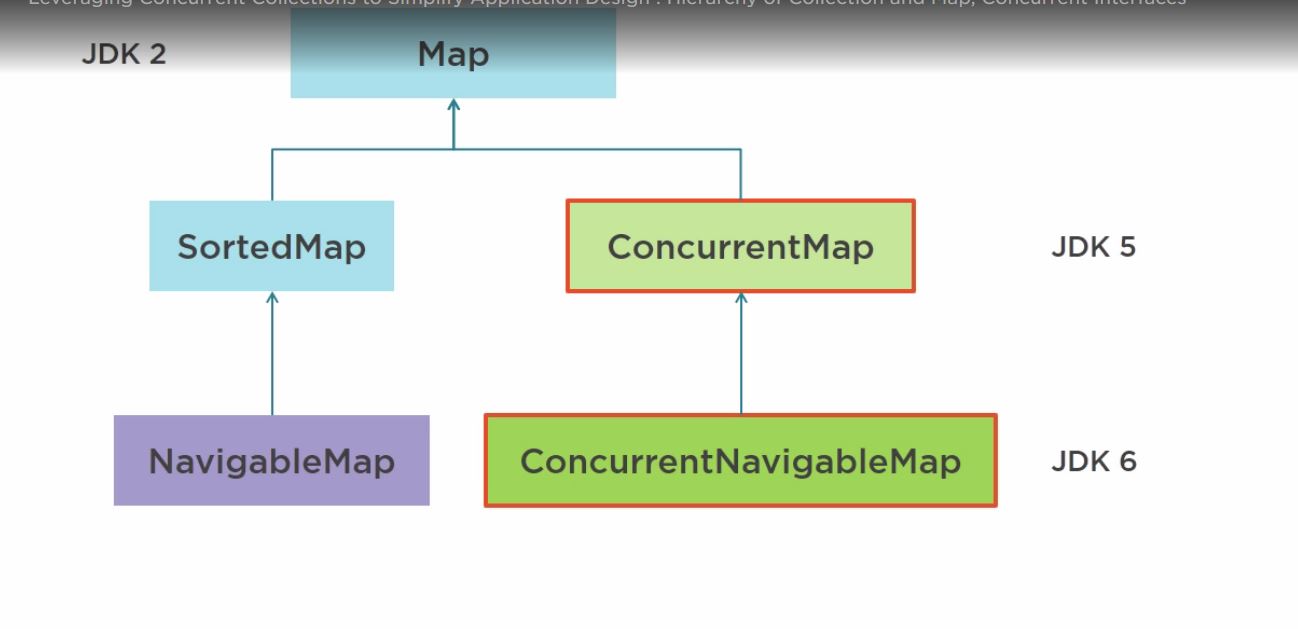 Leveraging Concurrent Collections to Simplify Application Design : Hierarchy of Collection and Map, Concurrent Interfaces
JDK 2
Map
SortedMap
ConcurrentMap
JDK 5
NavigableMap
ConcurrentNavigableMap
JDK 6